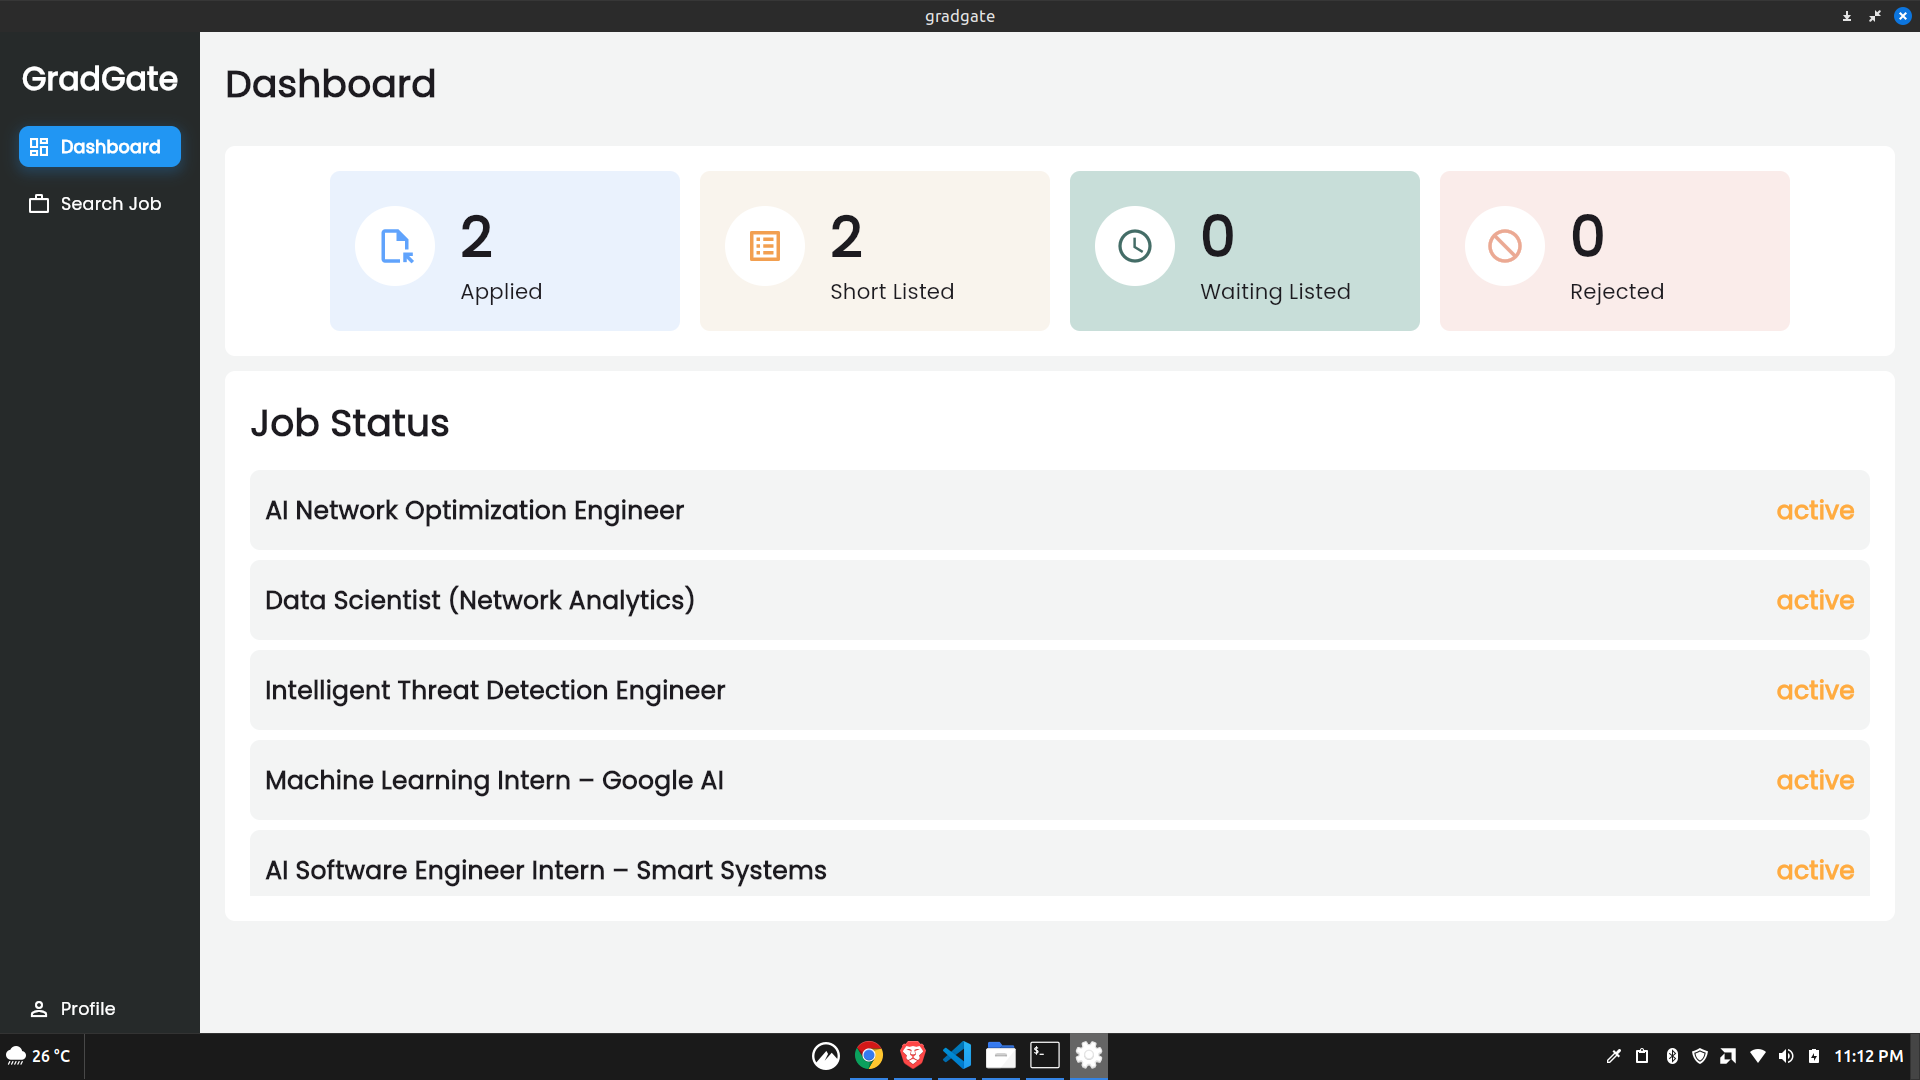 gradgate
GradGate
Dashboard
Search Job
Profile
Dashboard
2
Applied
2
Short Listed
0
Waiting Listed
0
Rejected
Job Status
AI Network Optimization Engineer active
Data Scientist (Network Analytics) active
Intelligent Threat Detection Engineer active
Machine Learning Intern – Google AI active
AI Software Engineer Intern – Smart Systems active
26 °C
$_
11:12 PM